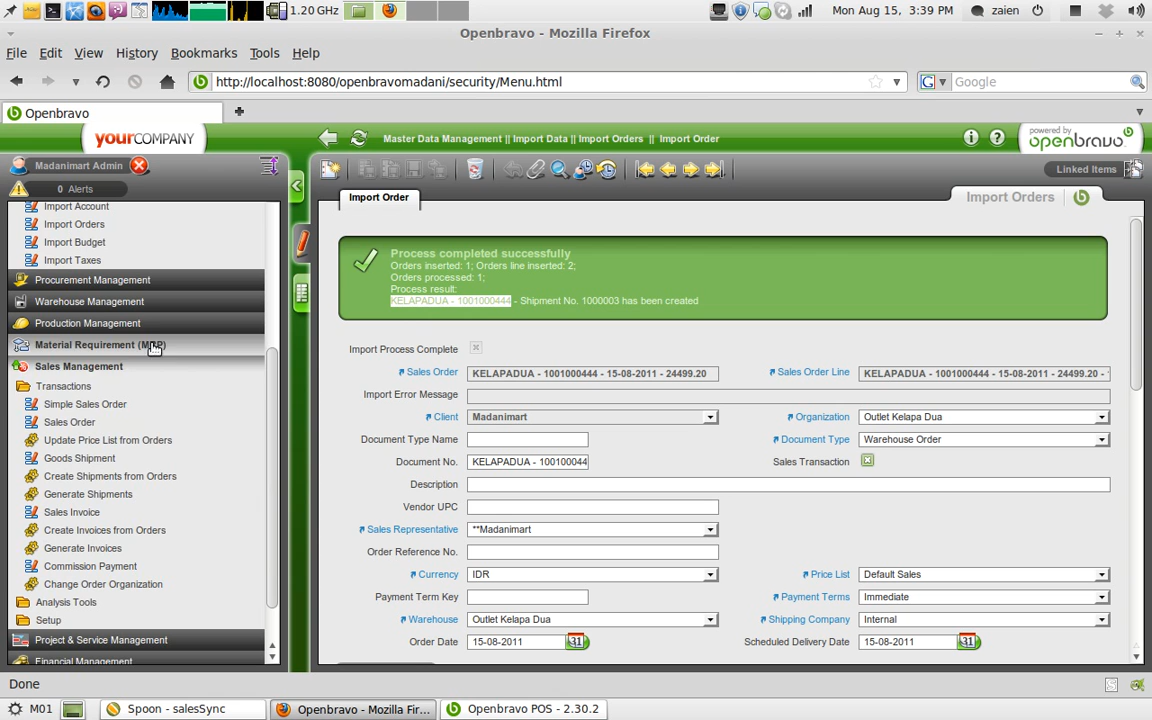 1.20 GHz
Mon Aug 15, 3:39 PM
zaien
Openbravo - Mozilla Firefox
File Edit View History Bookmarks Tools Help
http://localhost:8080/openbravomadani/security/Menu.html
Google
Openbravo
yourCOMPANY
Master Data Management || Import Data || Import Orders || Import Order
powered by
openbravo
Madanimart Admin
0 Alerts
Linked Items
Import Account
Import Orders
Import Budget
Import Taxes
Procurement Management
Warehouse Management
Production Management
Material Requirement (MRP)
Sales Management
Transactions
Simple Sales Order
Sales Order
Update Price List from Orders
Goods Shipment
Create Shipments from Orders
Generate Shipments
Sales Invoice
Create Invoices from Orders
Generate Invoices
Commission Payment
Change Order Organization
Analysis Tools
Setup
Project & Service Management
Financial Management
Import Order
Import Orders
Process completed successfully
Orders inserted: 1; Orders line inserted: 2;
Orders processed: 1;
Process result:
KELAPADUA - 1001000444 - Shipment No. 1000003 has been created
Import Process Complete
Sales Order KELAPADUA - 1001000444 - 15-08-2011 - 24499.20
Sales Order Line KELAPADUA - 1001000444 - 15-08-2011 - 24499.20 -
Import Error Message
Client Madanimart
Organization Outlet Kelapa Dua
Document Type Name
Document Type Warehouse Order
Document No. KELAPADUA - 100100044
Sales Transaction
Description
Vendor UPC
Sales Representative **Madanimart
Order Reference No.
Currency IDR
Price List Default Sales
Payment Term Key
Payment Terms Immediate
Warehouse Outlet Kelapa Dua
Shipping Company Internal
Order Date 15-08-2011 31
Scheduled Delivery Date 15-08-2011 31
Done
M01
Spoon - salesSync
Openbravo - Mozilla Fir...
Openbravo POS - 2.30.2